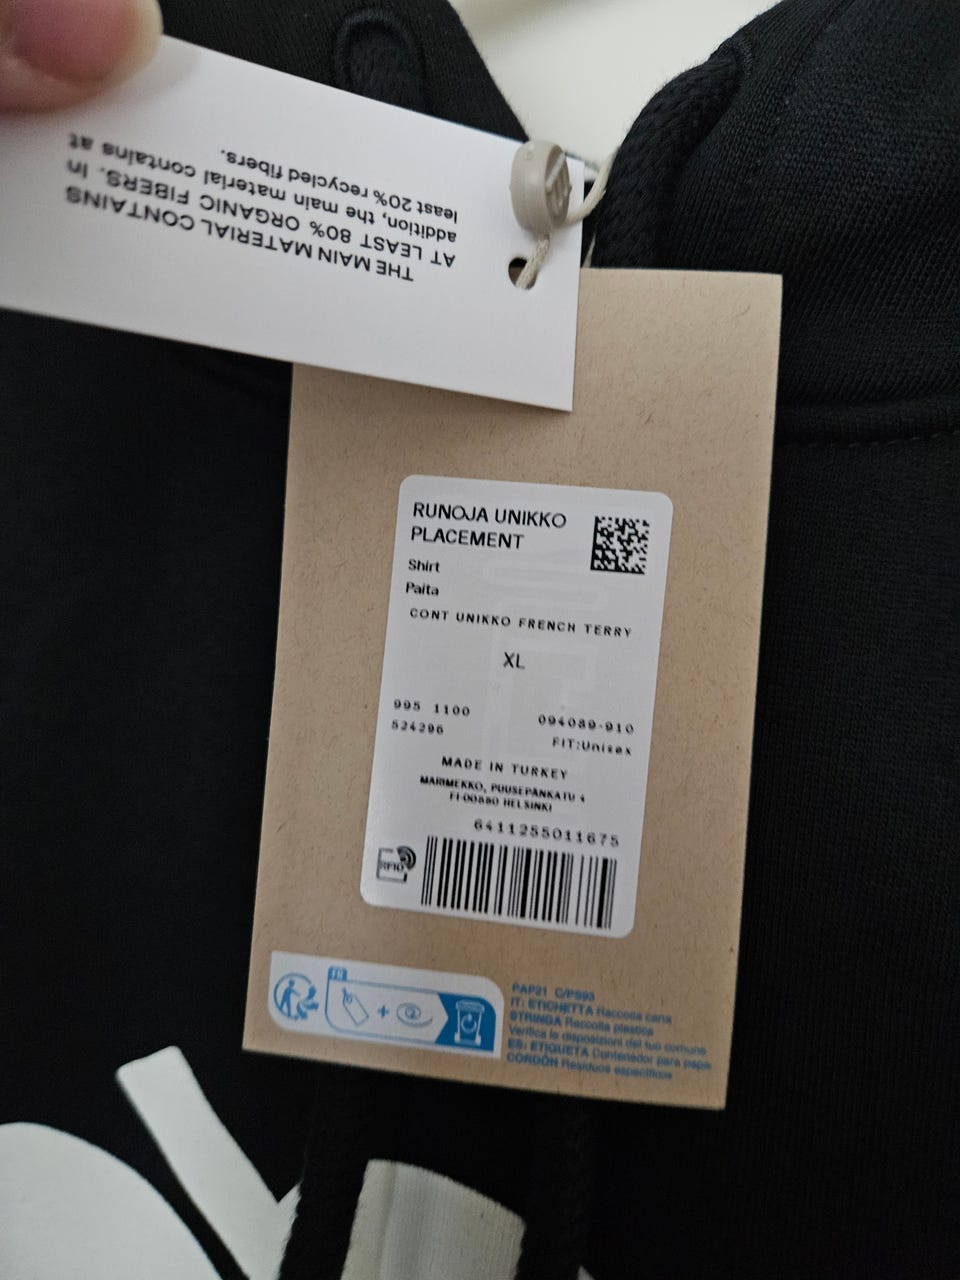 THE MAIN MATERIAL CONTAINS
AT LEAST 80% ORGANIC FIBERS. In
addition, the main material contains at
least 20% recycled fibers.
RUNOJA UNIKKO
PLACEMENT
Shirt
Paita
CONT UNIKKO FRENCH TERRY
XL
995 1100
094089-910
524296
FIT:Unisex
MADE IN TURKEY
MARIMEKKO, PUUSEPÄNKATU 4
FI-00880 HELSINKI
6411255011675
RFID
FR
PAP21 C/PS93
IT: ETICHETTA Raccolta carta
STRINGA Raccolta plastica
Verifica le disposizioni del tuo comune
ES: ETIQUETA Contenedor para papel
CORDÓN Residuos específicos